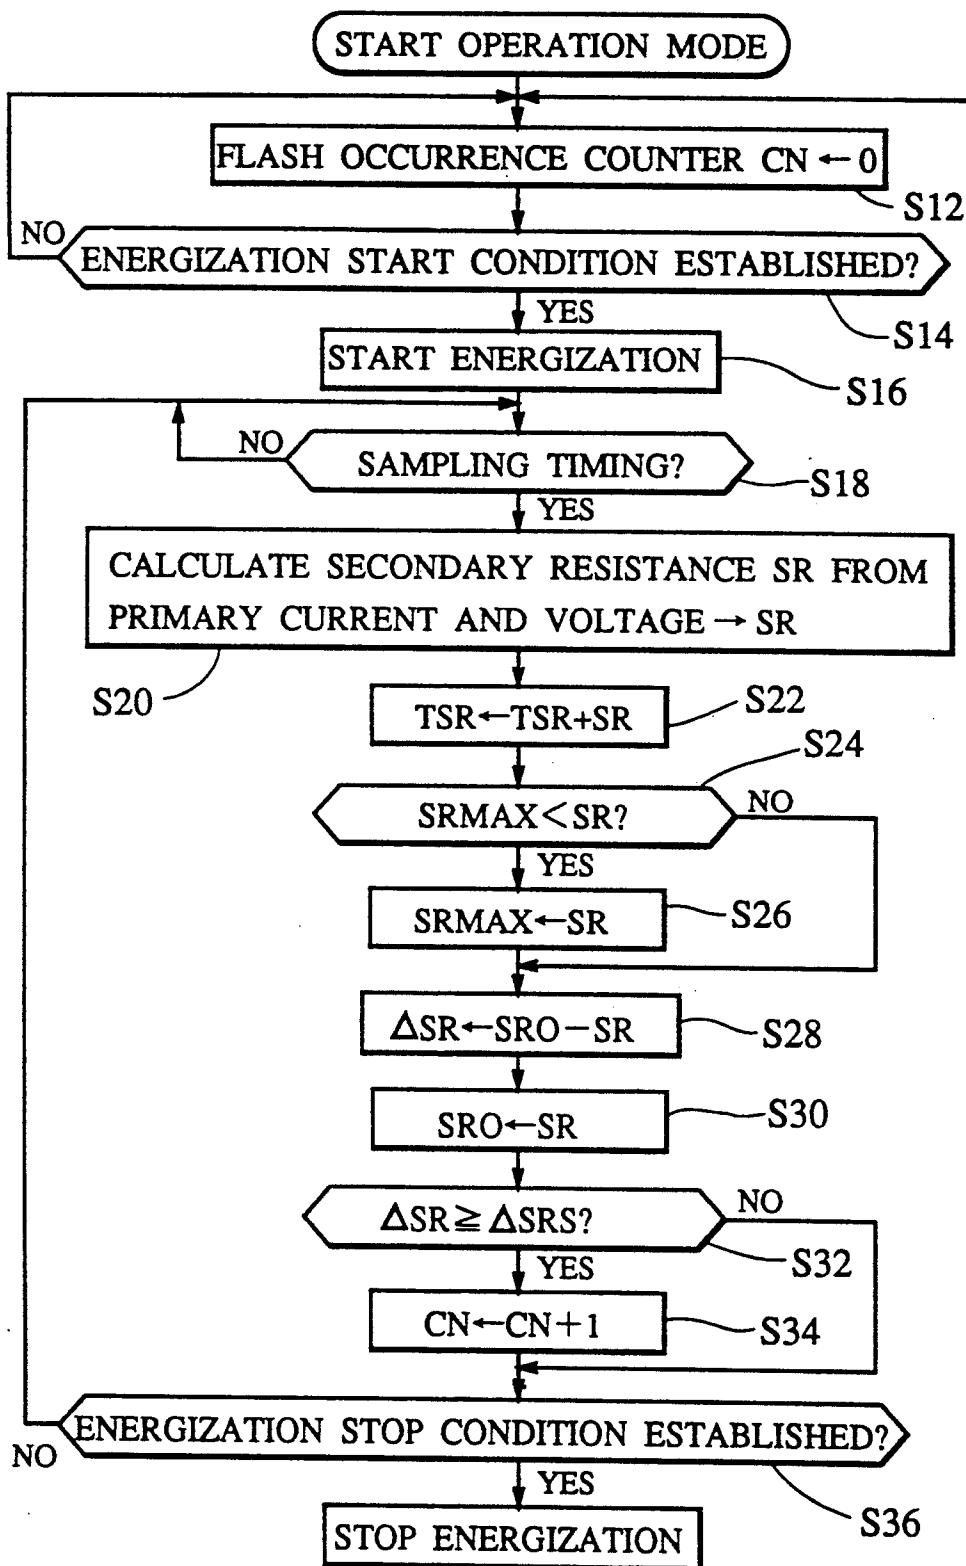 START OPERATION MODE
FLASH OCCURRENCE COUNTER CN ← 0
S12
NO
ENERGIZATION START CONDITION ESTABLISHED?
YES
S14
START ENERGIZATION
S16
NO
SAMPLING TIMING?
S18
YES
CALCULATE SECONDARY RESISTANCE SR FROM
PRIMARY CURRENT AND VOLTAGE → SR
S20
TSR←TSR+SR
S22
S24
SRMAX<SR?
NO
YES
SRMAX←SR
S26
ΔSR←SRO−SR
S28
SRO←SR
S30
ΔSR≧ΔSRS?
NO
S32
YES
CN←CN+1
S34
ENERGIZATION STOP CONDITION ESTABLISHED?
NO
YES
S36
STOP ENERGIZATION